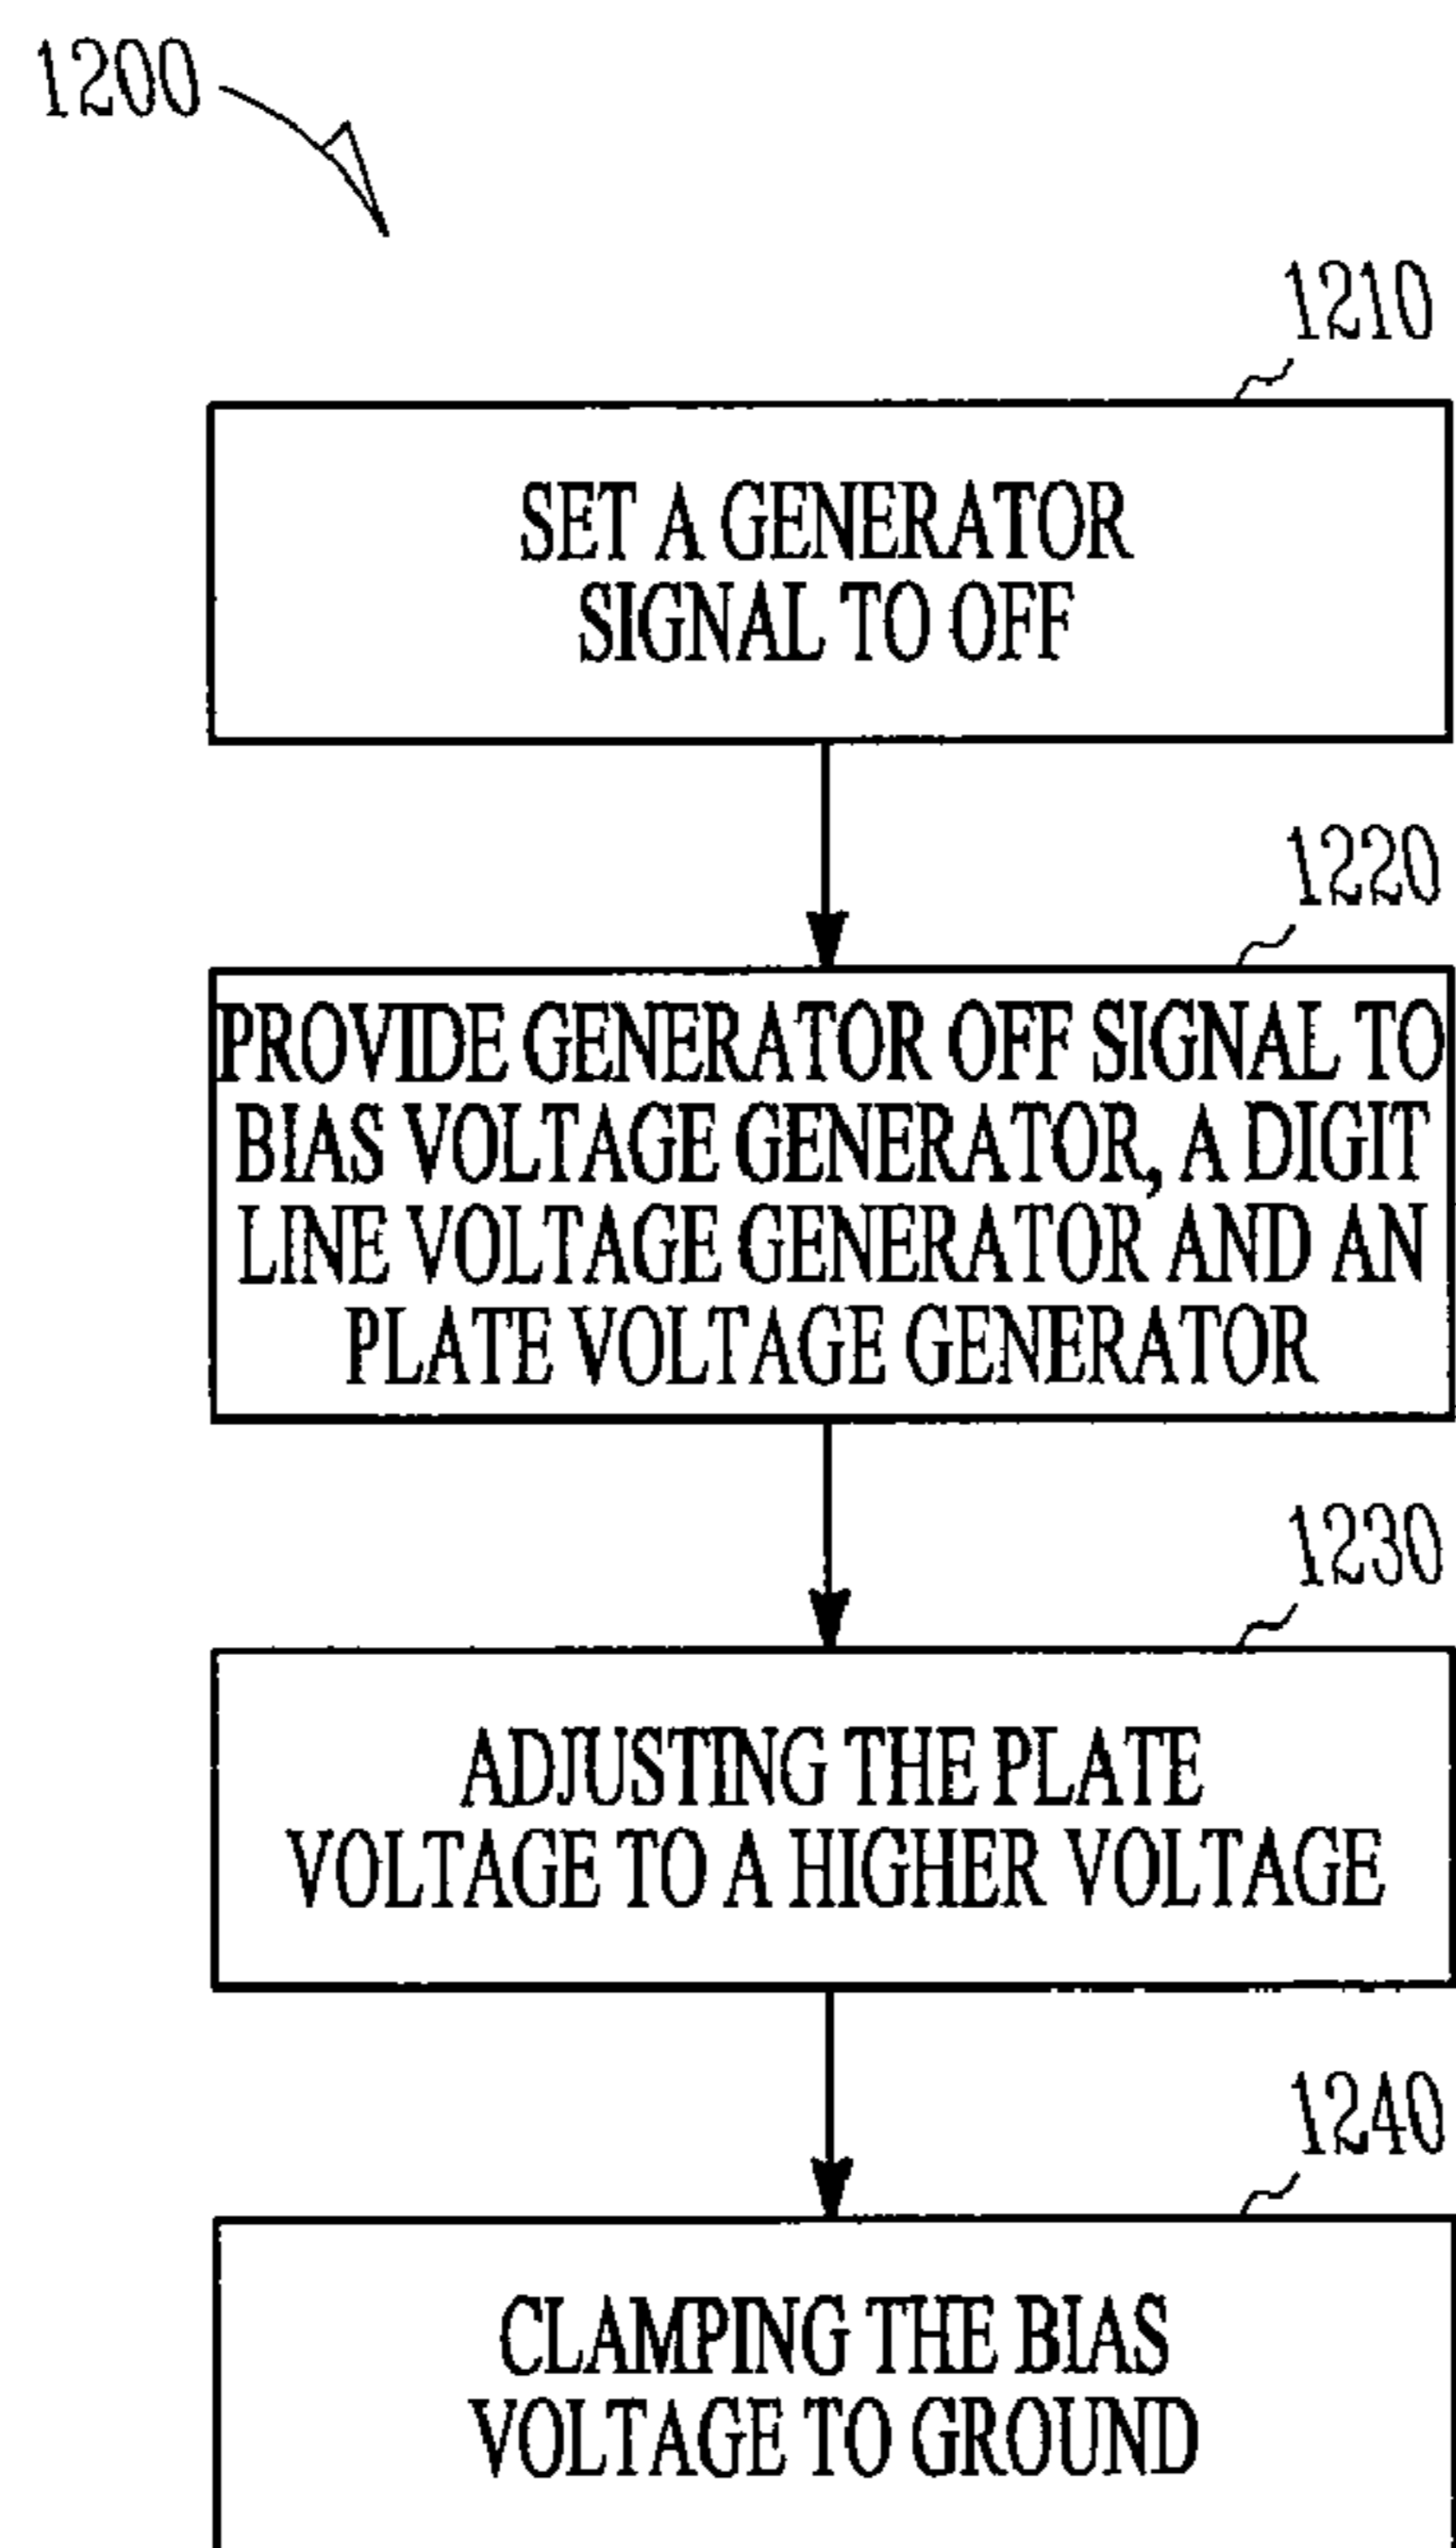 1200
1210
SET A GENERATOR
SIGNAL TO OFF
1220
PROVIDE GENERATOR OFF SIGNAL TO
BIAS VOLTAGE GENERATOR, A DIGIT
LINE VOLTAGE GENERATOR AND AN
PLATE VOLTAGE GENERATOR
1230
ADJUSTING THE PLATE
VOLTAGE TO A HIGHER VOLTAGE
1240
CLAMPING THE BIAS
VOLTAGE TO GROUND